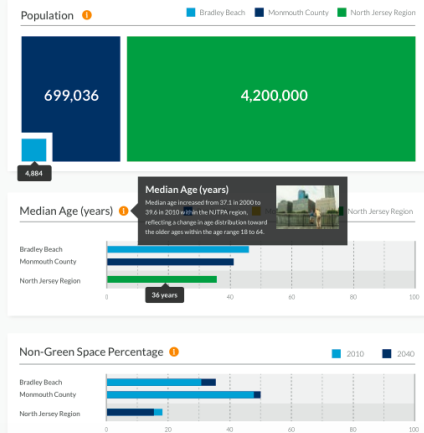 Population
Bradley Beach Monmouth County North Jersey Region
699,036
4,200,000
4,884
Median Age (years)
Median age increased from 37.1 in 2000 to
39.6 in 2010 within the NJTPA region,
reflecting a change in age distribution toward
the older ages within the age range 18 to 64.
Median Age (years) North Jersey Region
Bradley Beach
Monmouth County
North Jersey Region
36 years
0 40 60 80 100
Non-Green Space Percentage 2010 2040
Bradley Beach
Monmouth County
North Jersey Region
0 20 40 60 80 100